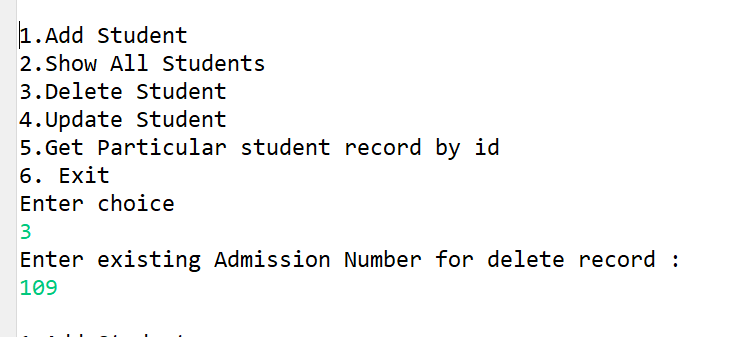 1.Add Student
2.Show All Students
3.Delete Student
4.Update Student
5.Get Particular student record by id
6. Exit
Enter choice
3
Enter existing Admission Number for delete record :
109